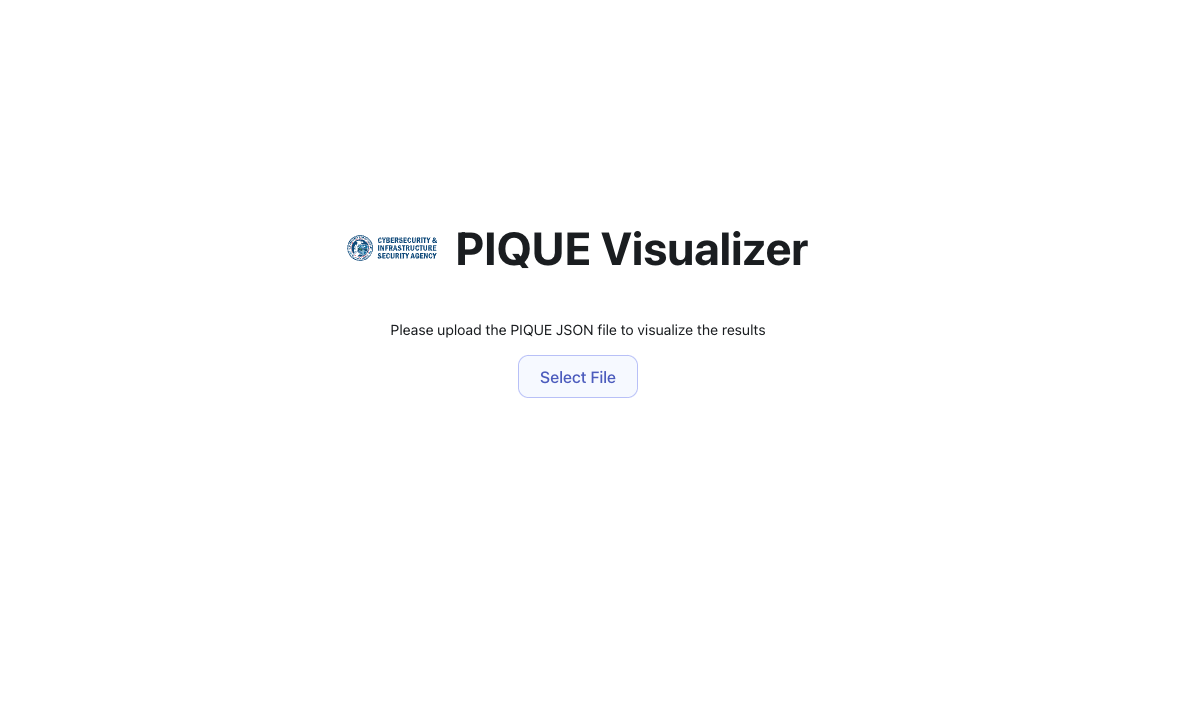 CYBERSECURITY &
INFRASTRUCTURE
SECURITY AGENCY
PIQUE Visualizer
Please upload the PIQUE JSON file to visualize the results
Select File